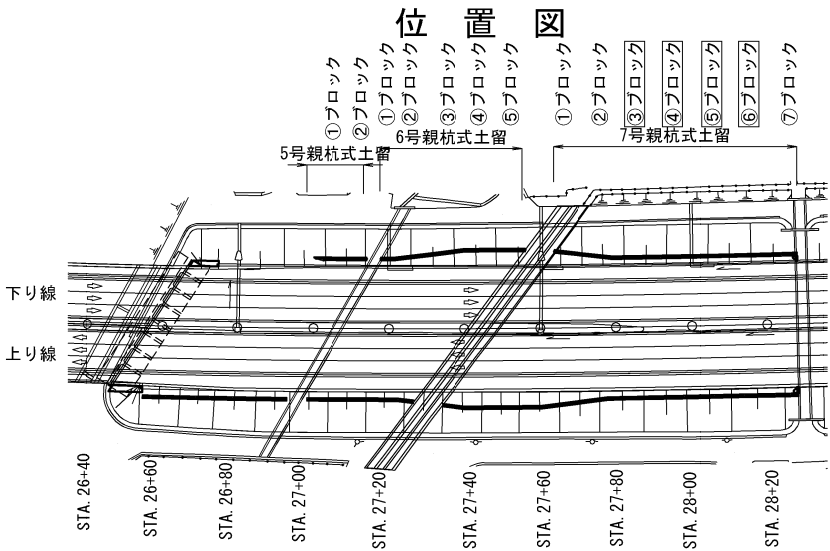 位置図
①ブロック
②ブロック
①ブロック
②ブロック
③ブロック
④ブロック
⑤ブロック
①ブロック
②ブロック
③ブロック
④ブロック
⑤ブロック
⑥ブロック
⑦ブロック
5号親杭式土留
6号親杭式土留
7号親杭式土留
下り線
上り線
STA. 26+40
STA. 26+60
STA. 26+80
STA. 27+00
STA. 27+20
STA. 27+40
STA. 27+60
STA. 27+80
STA. 28+00
STA. 28+20